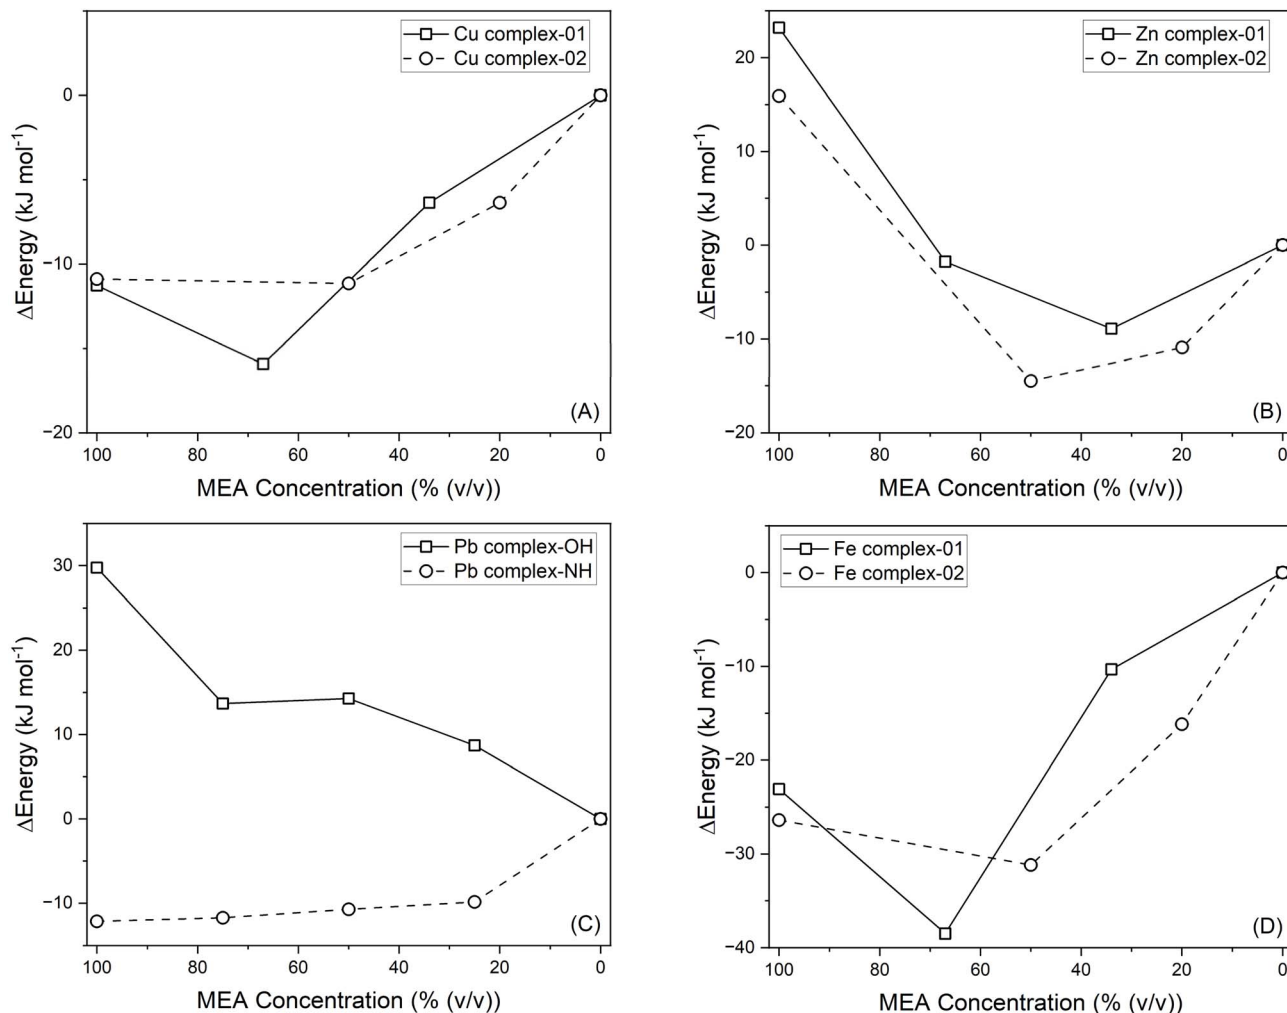 Cu complex-01
Cu complex-02
0
−10
−20
ΔEnergy (kJ mol⁻¹)
(A)
100
80
60
40
20
0
MEA Concentration (% (v/v))
Zn complex-01
Zn complex-02
20
10
0
−10
−20
ΔEnergy (kJ mol⁻¹)
(B)
100
80
60
40
20
0
MEA Concentration (% (v/v))
Pb complex-OH
Pb complex-NH
30
20
10
0
−10
ΔEnergy (kJ mol⁻¹)
(C)
100
80
60
40
20
0
MEA Concentration (% (v/v))
Fe complex-01
Fe complex-02
0
−10
−20
−30
−40
ΔEnergy (kJ mol⁻¹)
(D)
100
80
60
40
20
0
MEA Concentration (% (v/v))